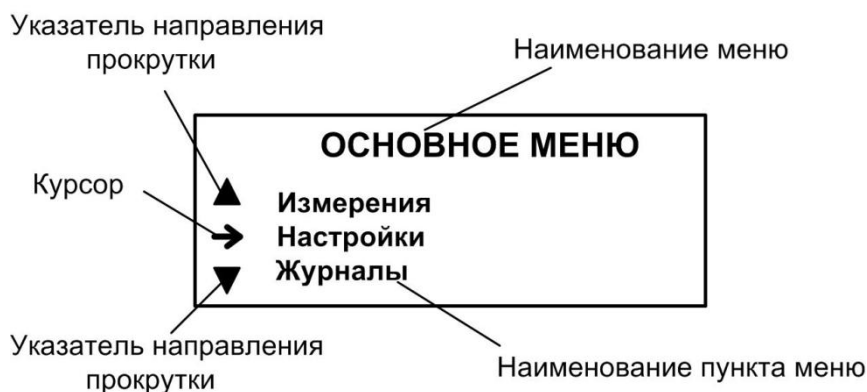 Указатель направления
прокрутки
Наименование меню
ОСНОВНОЕ МЕНЮ
Курсор
Измерения
Настройки
Журналы
Указатель направления
прокрутки
Наименование пункта меню